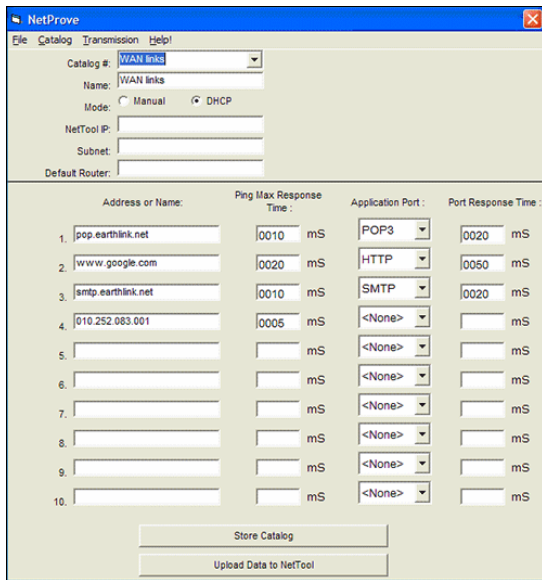 NetProve
File Catalog Transmission Help!
Catalog #: WAN links
Name: WAN links
Mode: Manual DHCP
NetTool IP:
Subnet:
Default Router:
Address or Name: Ping Max Response Time : Application Port : Port Response Time :
1. pop.earthlink.net 0010 mS POP3 0020 mS
2. www.google.com 0020 mS HTTP 0050 mS
3. smtp.earthlink.net 0010 mS SMTP 0020 mS
4. 010.252.083.001 0005 mS <None> mS
5. mS <None> mS
6. mS <None> mS
7. mS <None> mS
8. mS <None> mS
9. mS <None> mS
10. mS <None> mS
Store Catalog
Upload Data to NetTool